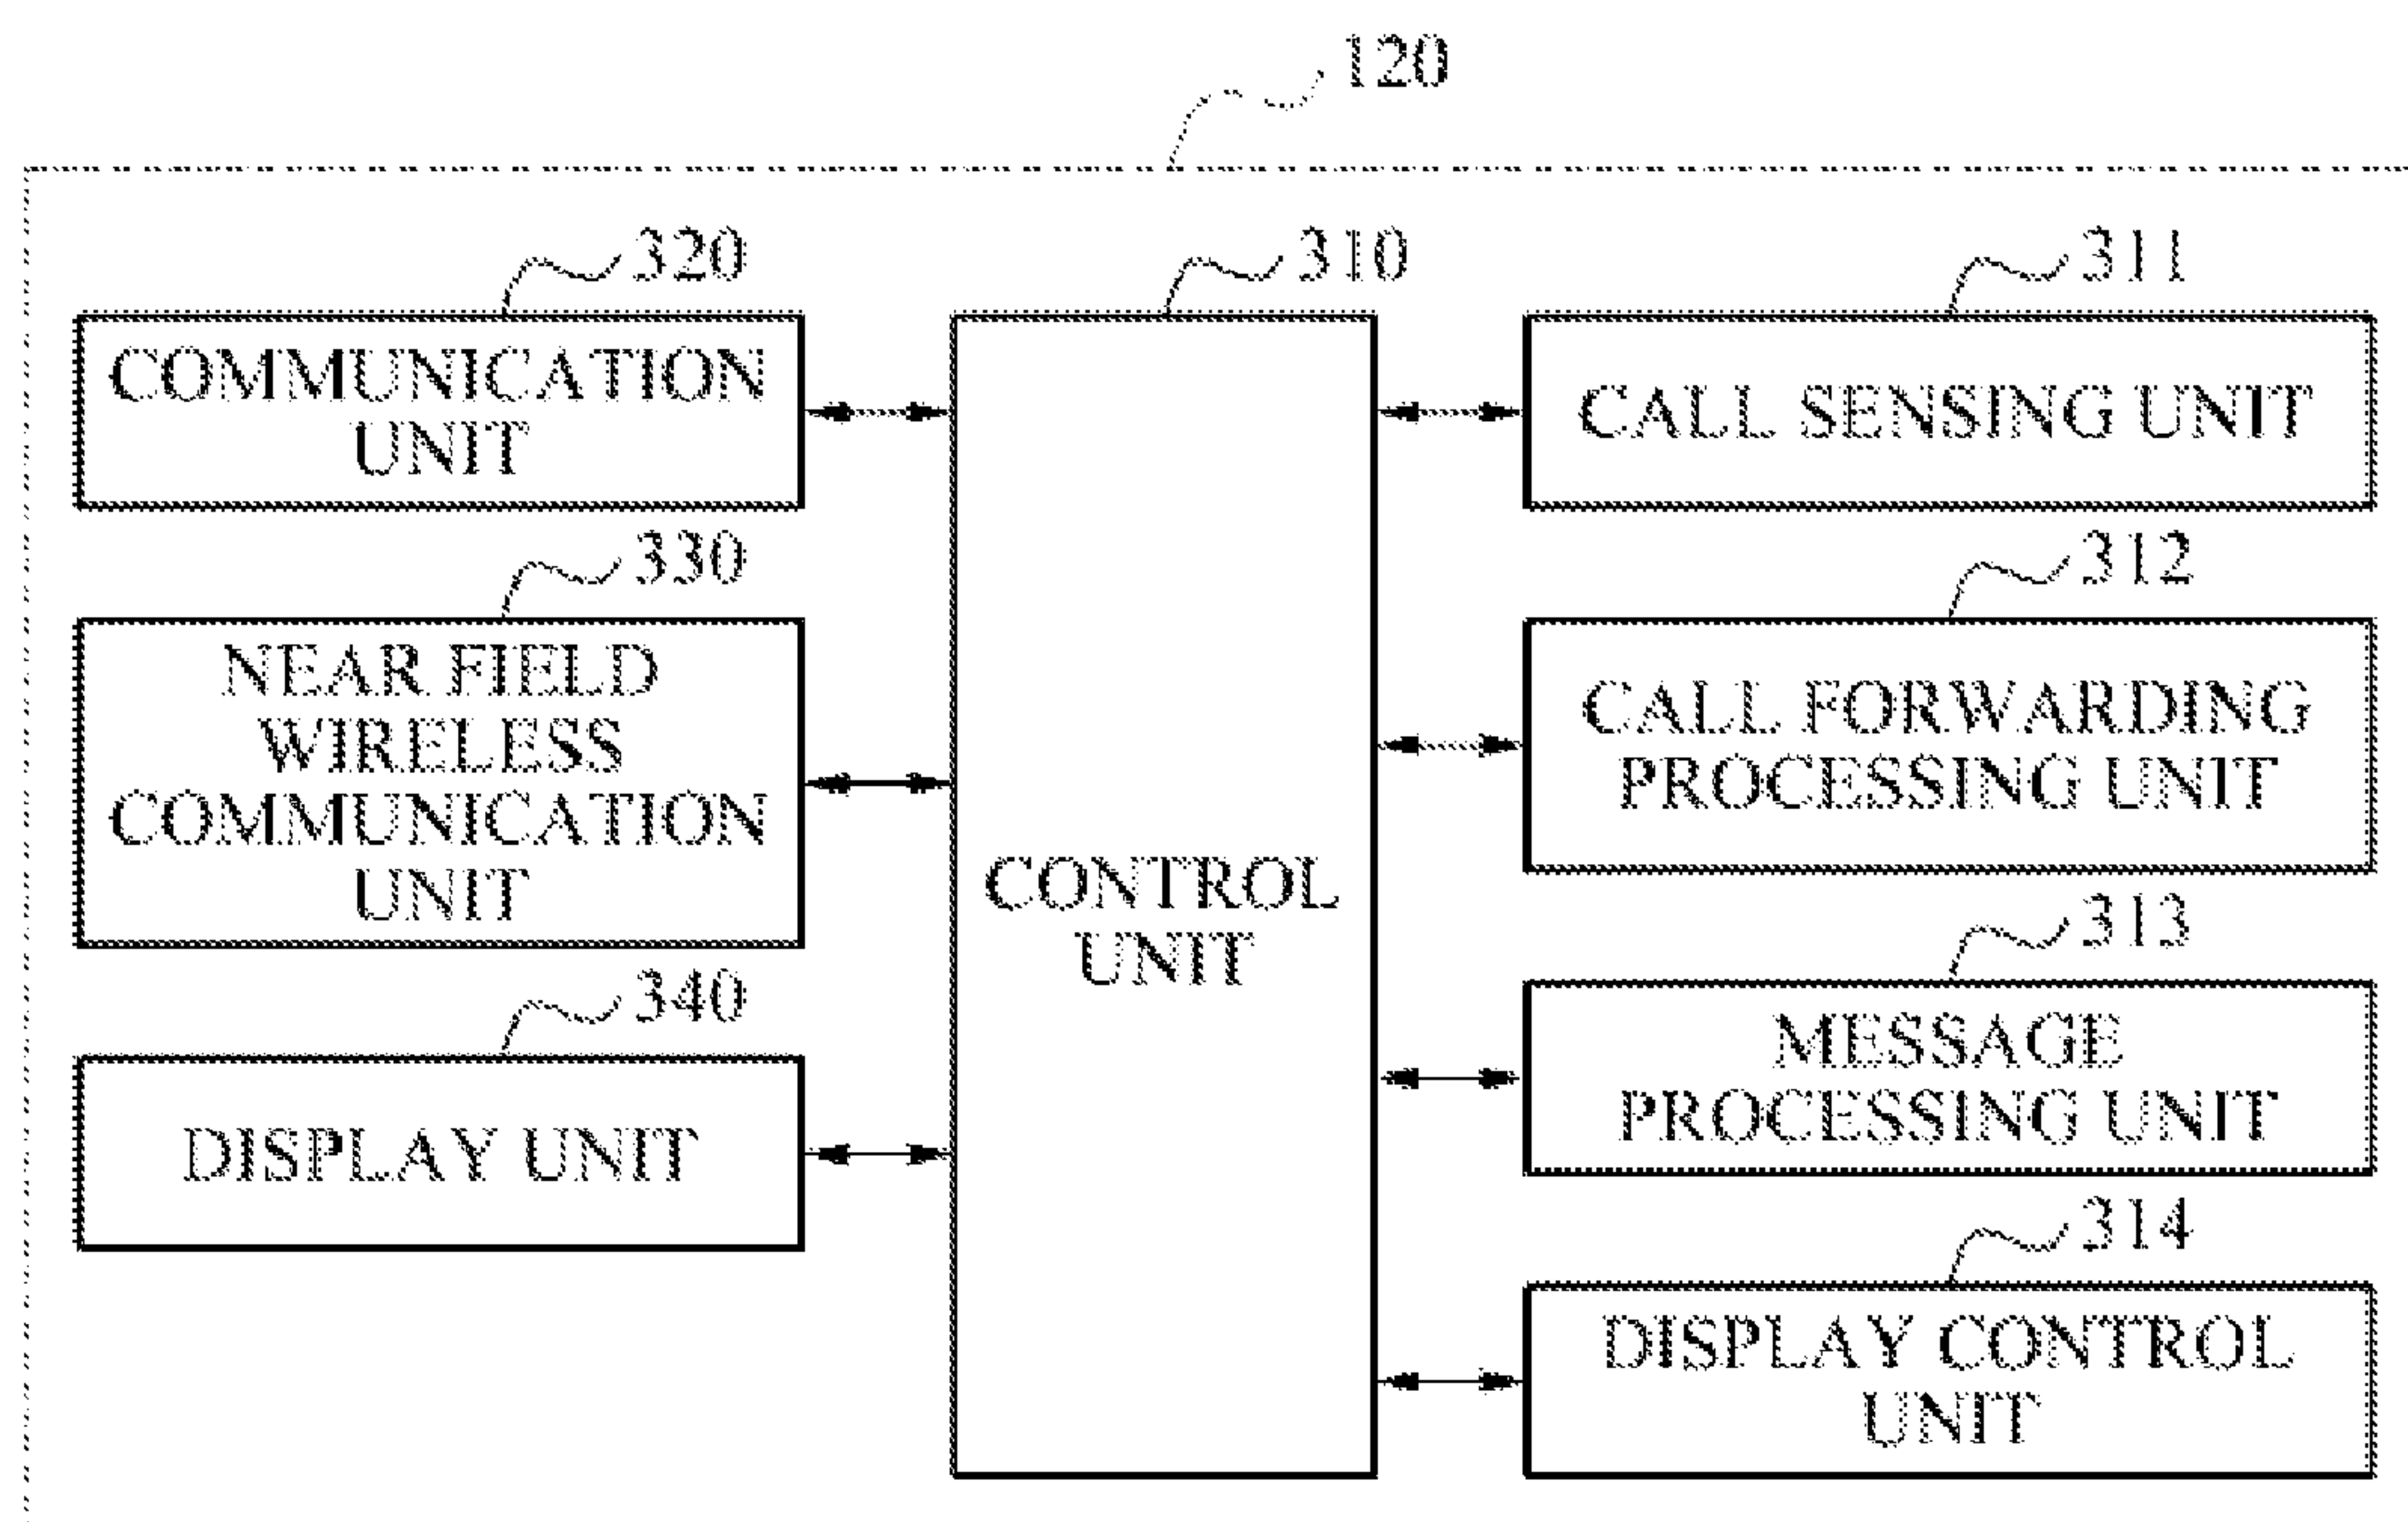 120
320
COMMUNICATION
UNIT
330
NEAR FIELD
WIRELESS
COMMUNICATION
UNIT
340
DISPLAY UNIT
310
CONTROL
UNIT
311
CALL SENSING UNIT
312
CALL FORWARDING
PROCESSING UNIT
313
MESSAGE
PROCESSING UNIT
314
DISPLAY CONTROL
UNIT